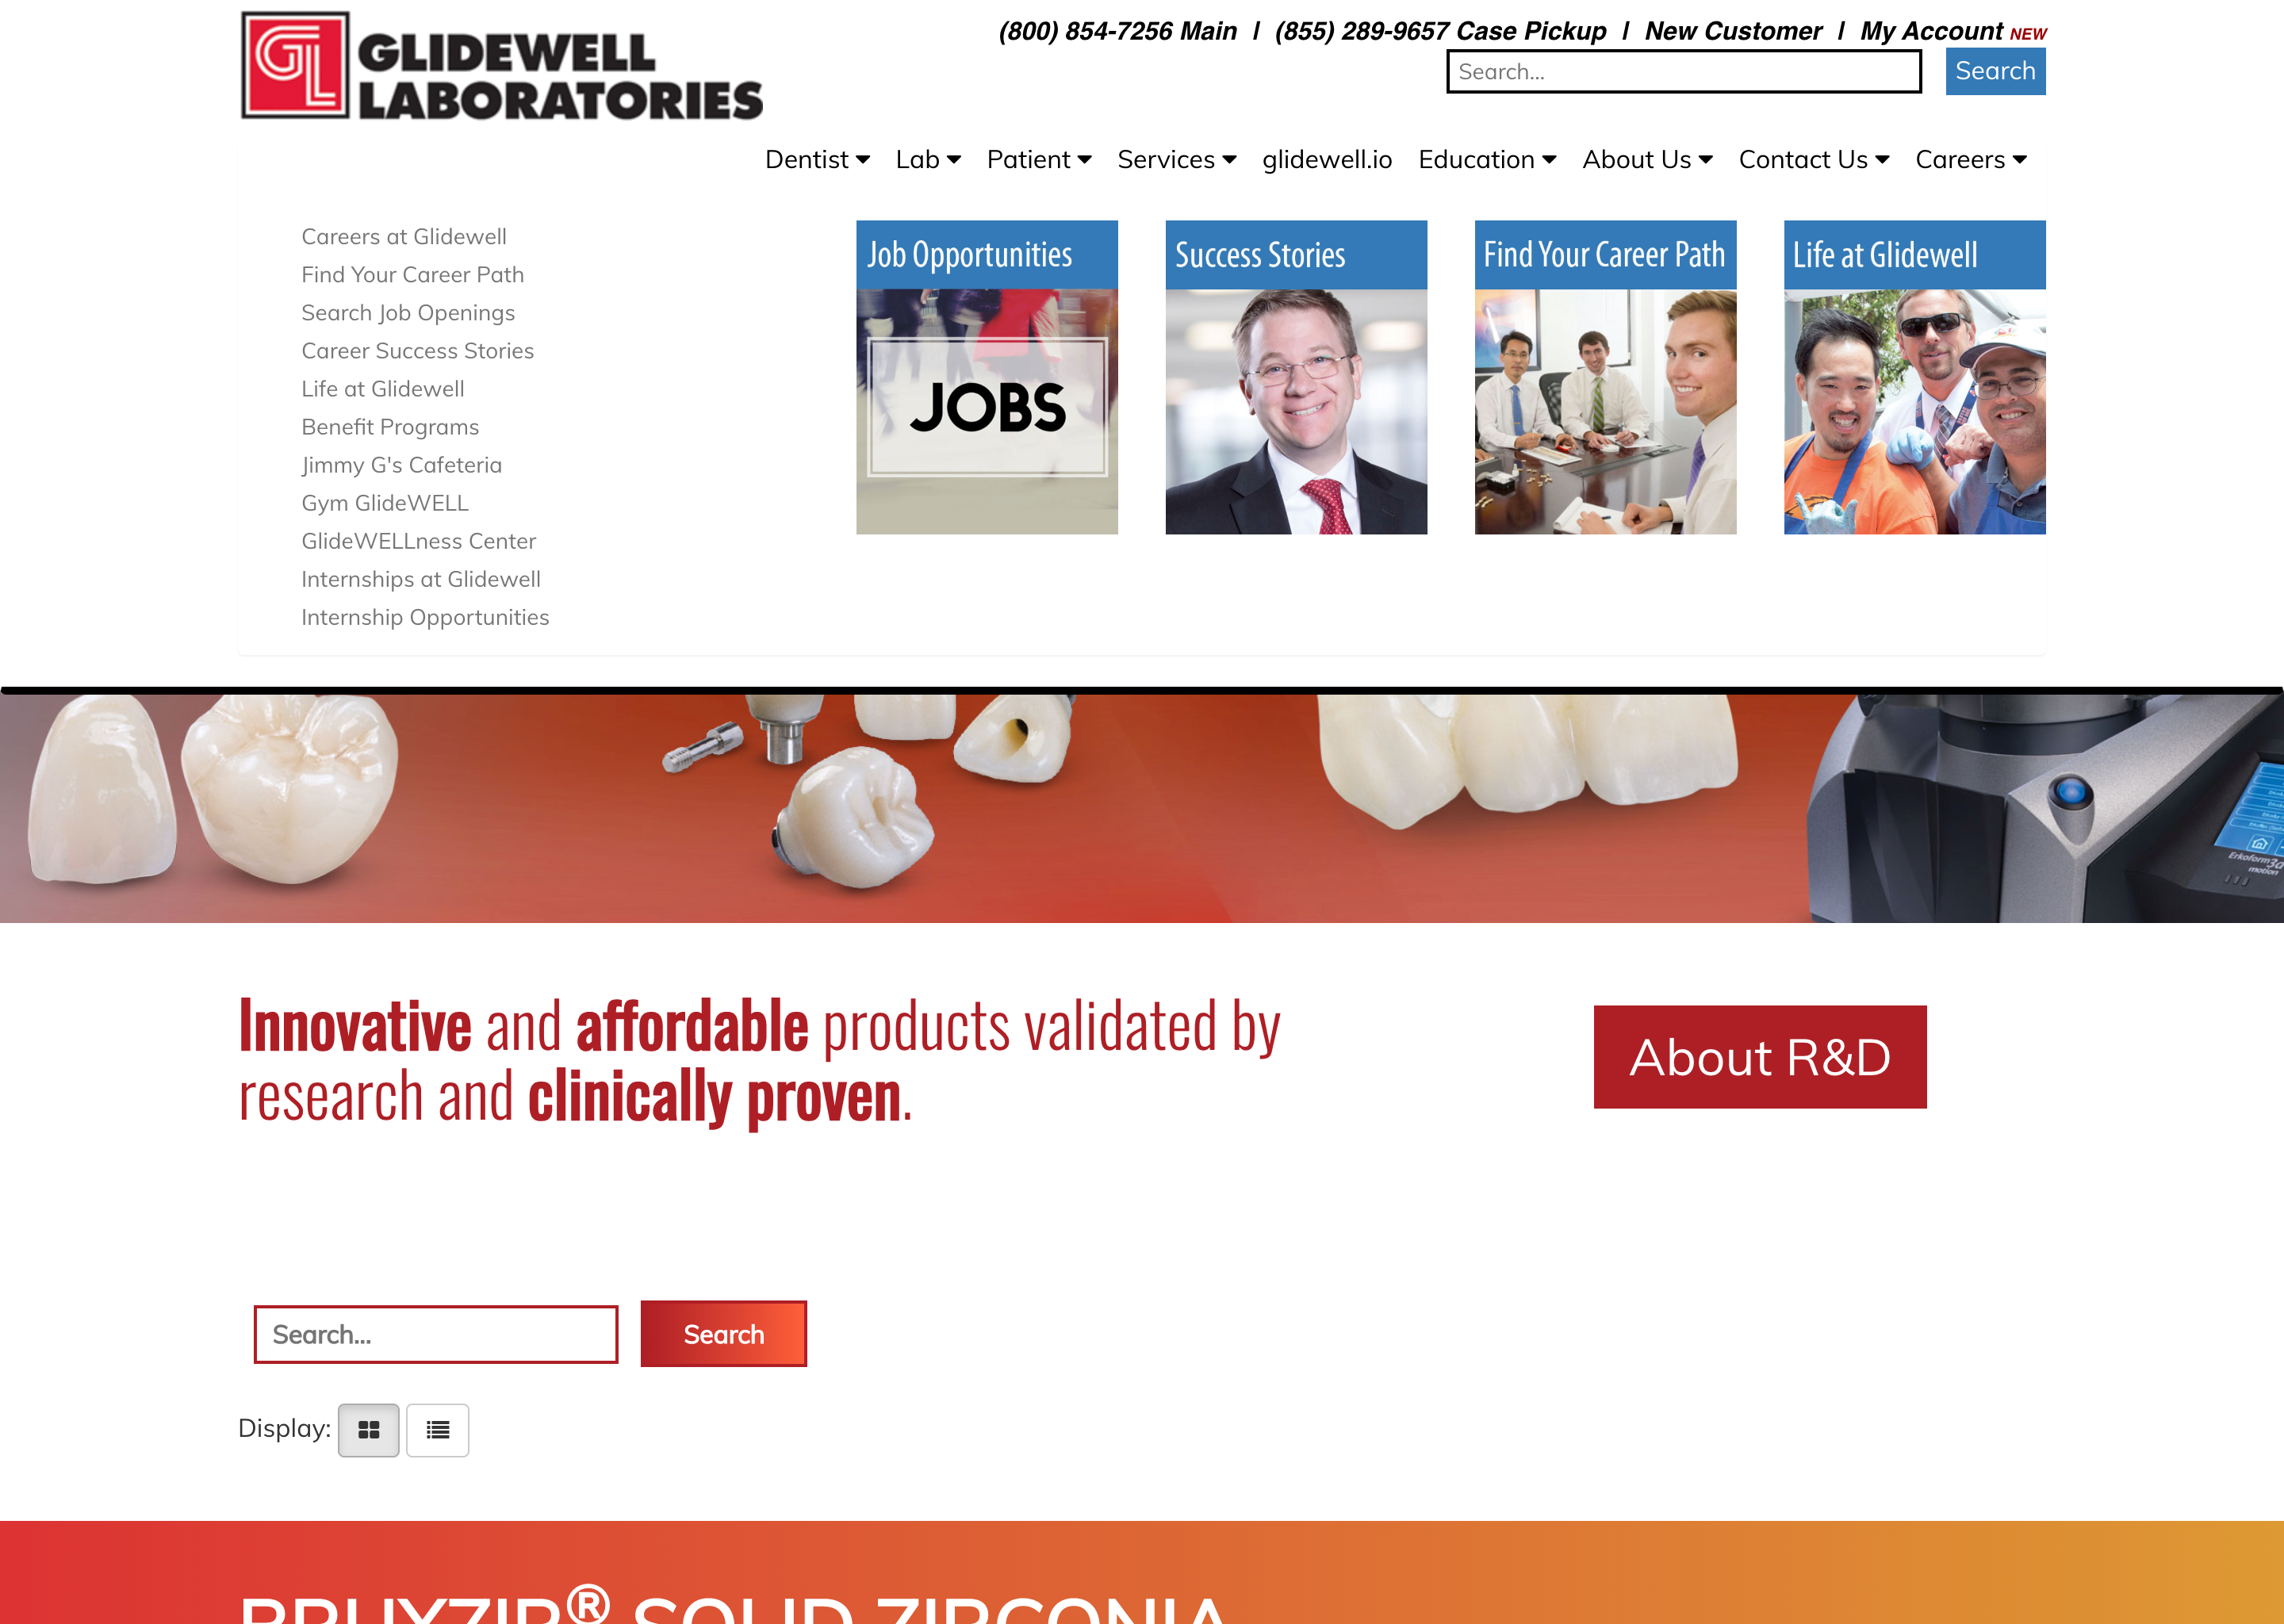 GL
GLIDEWELL
LABORATORIES
(800) 854-7256 Main | (855) 289-9657 Case Pickup | New Customer | My Account NEW
Search...
Search
Dentist Lab Patient Services glidewell.io Education About Us Contact Us Careers
Careers at Glidewell
Find Your Career Path
Search Job Openings
Career Success Stories
Life at Glidewell
Benefit Programs
Jimmy G's Cafeteria
Gym GlideWELL
GlideWELLness Center
Internships at Glidewell
Internship Opportunities
Job Opportunities
JOBS
Success Stories
Find Your Career Path
Life at Glidewell
Erkoform3d
motion
Innovative and affordable products validated by
research and clinically proven.
About R&D
Search...
Search
Display:
BRUXZIR® SOLID ZIRCONIA